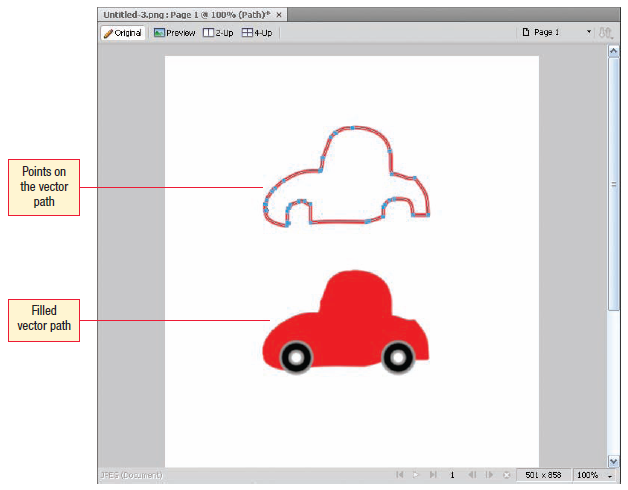 Untitled-3.png : Page 1 @ 100% (Path)* ×
Original Preview 2-Up 4-Up Page 1
Points on
the vector
path
Filled
vector path
JPEG (Document) 1 501 x 858 100%